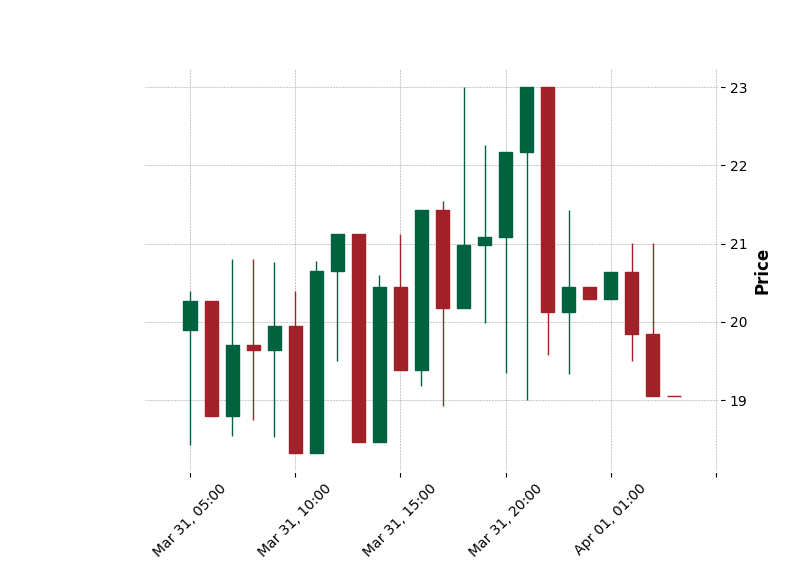 23
22
21
20
19
Price
Mar 31, 05:00
Mar 31, 10:00
Mar 31, 15:00
Mar 31, 20:00
Apr 01, 01:00